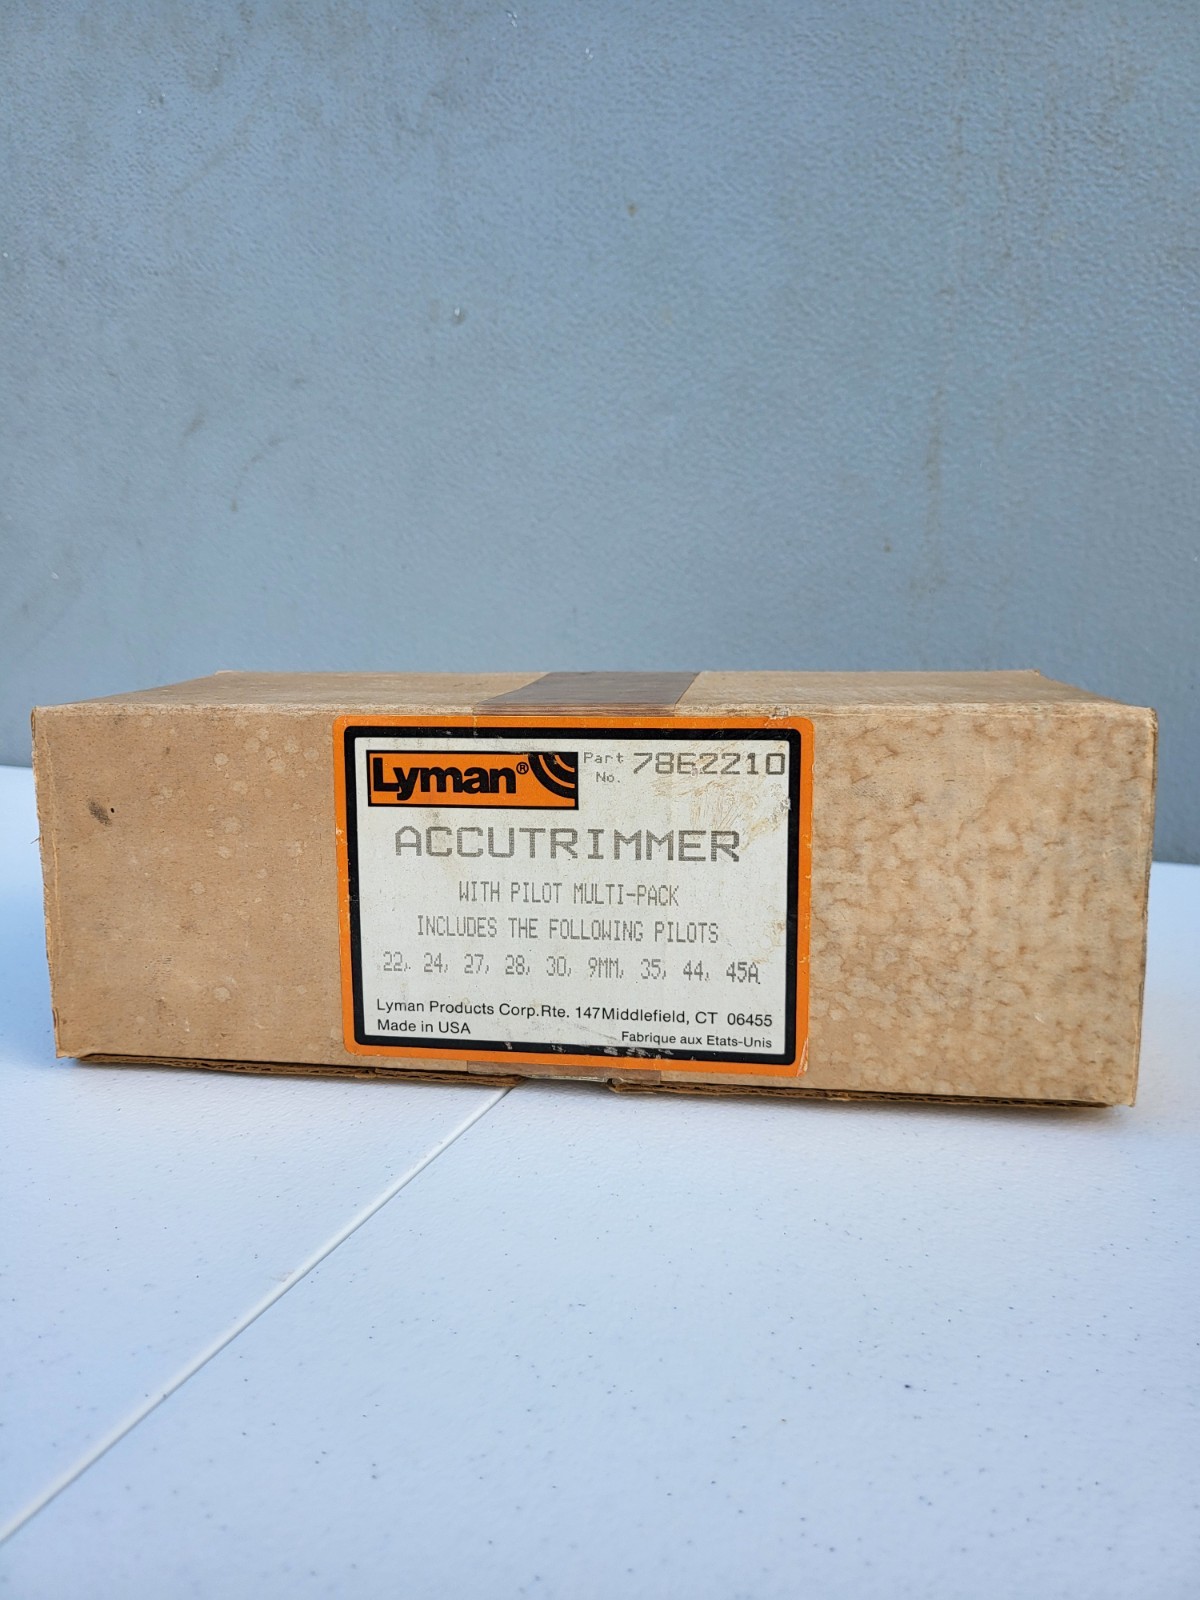 Lyman® Part No. 7862210
ACCUTRIMMER
WITH PILOT MULTI-PACK
INCLUDES THE FOLLOWING PILOTS
22, 24, 27, 28, 30, 9MM, 35, 44, 45A
Lyman Products Corp.Rte. 147Middlefield, CT 06455
Made in USA Fabrique aux Etats-Unis